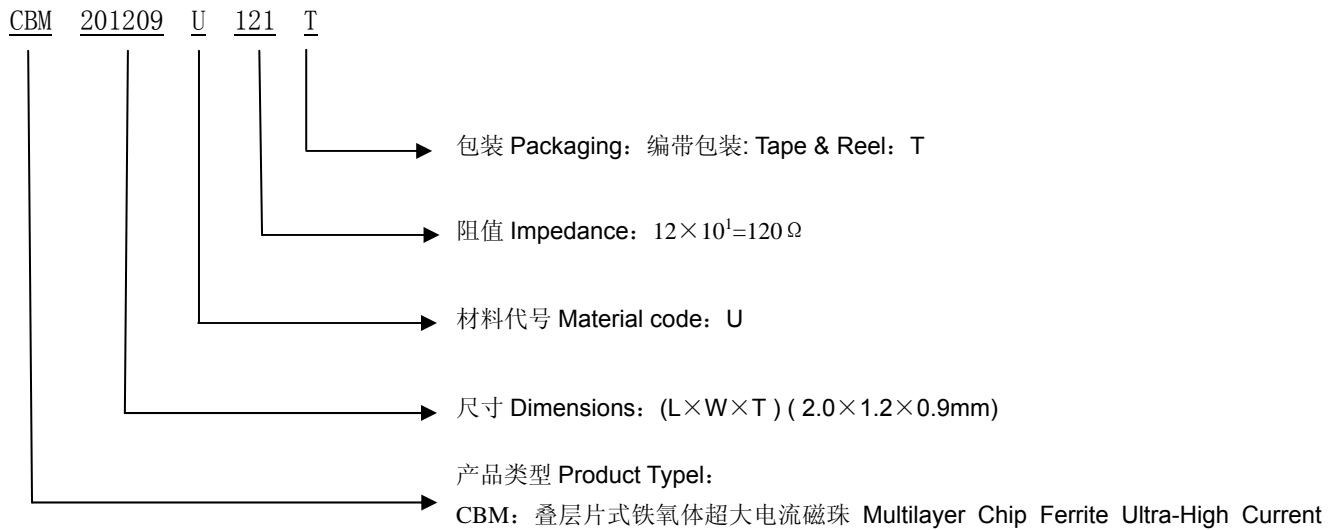 CBM 201209 U 121 T
包装 Packaging：编带包装: Tape & Reel：T
阻值 Impedance：12×10¹=120Ω
材料代号 Material code：U
尺寸 Dimensions：(L×W×T ) ( 2.0×1.2×0.9mm)
产品类型 Product Typel：
CBM：叠层片式铁氧体超大电流磁珠 Multilayer Chip Ferrite Ultra-High Current